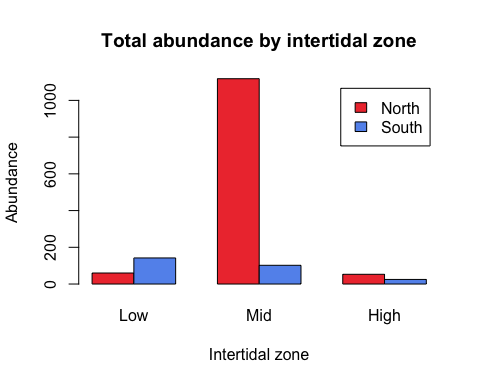 Total abundance by intertidal zone
North
South
Abundance
1000
600
200
0
Low Mid High
Intertidal zone